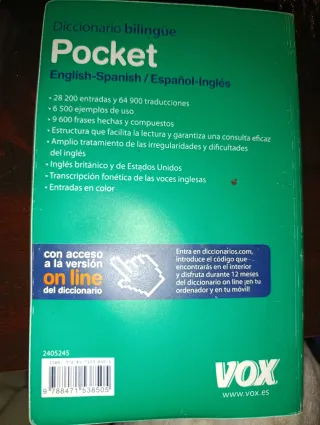 Diccionario bilingüe
Pocket
English-Spanish / Español-Inglés
• 28 200 entradas y 64 900 traducciones
• 6 500 ejemplos de uso
• 9 600 frases hechas y compuestos
• Estructura que facilita la lectura y garantiza una consulta eficaz
• Amplio tratamiento de las irregularidades y dificultades
del inglés
• Inglés británico y de Estados Unidos
• Transcripción fonética de las voces inglesas
• Entradas en color
con acceso
a la versión
on line
del diccionario
Entra en diccionarios.com,
introduce el código que
encontrarás en el interior
y disfruta durante 12 meses
del diccionario on line ¡en tu
ordenador y en tu móvil!
2405245
9 788471 538505
VOX
www.vox.es